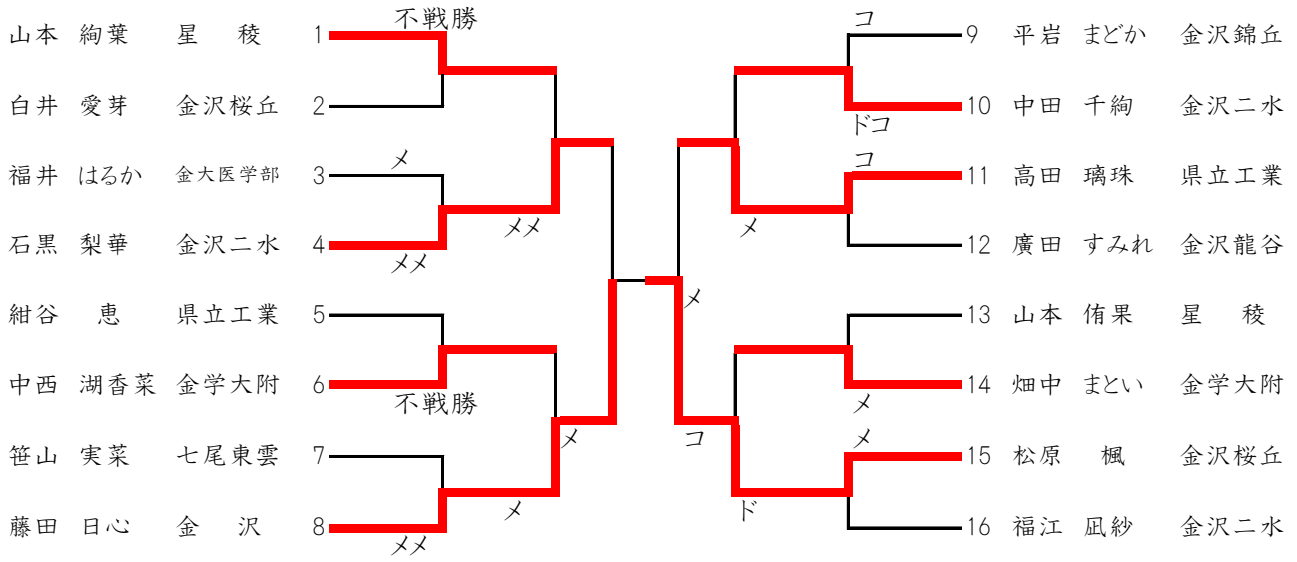 不戦勝
山本 絢葉 星 稜 1
白井 愛芽 金沢桜丘 2
メ
福井 はるか 金大医学部 3
メメ
石黒 梨華 金沢二水 4
メメ
紺谷 恵 県立工業 5
中西 湖香菜 金学大附 6
不戦勝
メ
笹山 実菜 七尾東雲 7
メ
藤田 日心 金 沢 8
メメ
コ
9 平岩 まどか 金沢錦丘
10 中田 千絢 金沢二水
ドコ
コ
11 高田 璃珠 県立工業
メ
12 廣田 すみれ 金沢龍谷
メ
13 山本 侑果 星 稜
14 畑中 まとい 金学大附
メ
メ
コ
15 松原 楓 金沢桜丘
ド
16 福江 凪紗 金沢二水